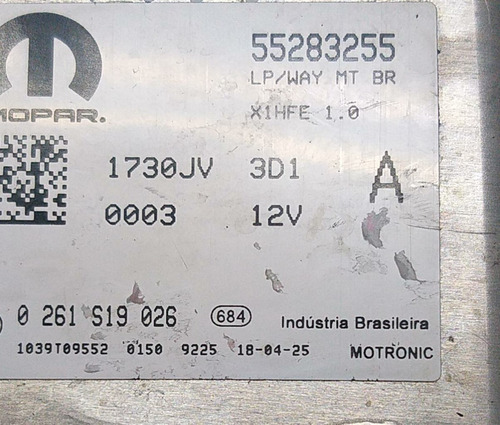 MOPAR.
55283255
LP/WAY MT BR
X1HFE 1.0
1730JV 3D1 A
0003 12V
0 261 S19 026 684 Indústria Brasileira
1039T09552 0150 9225 18-04-25 MOTRONIC